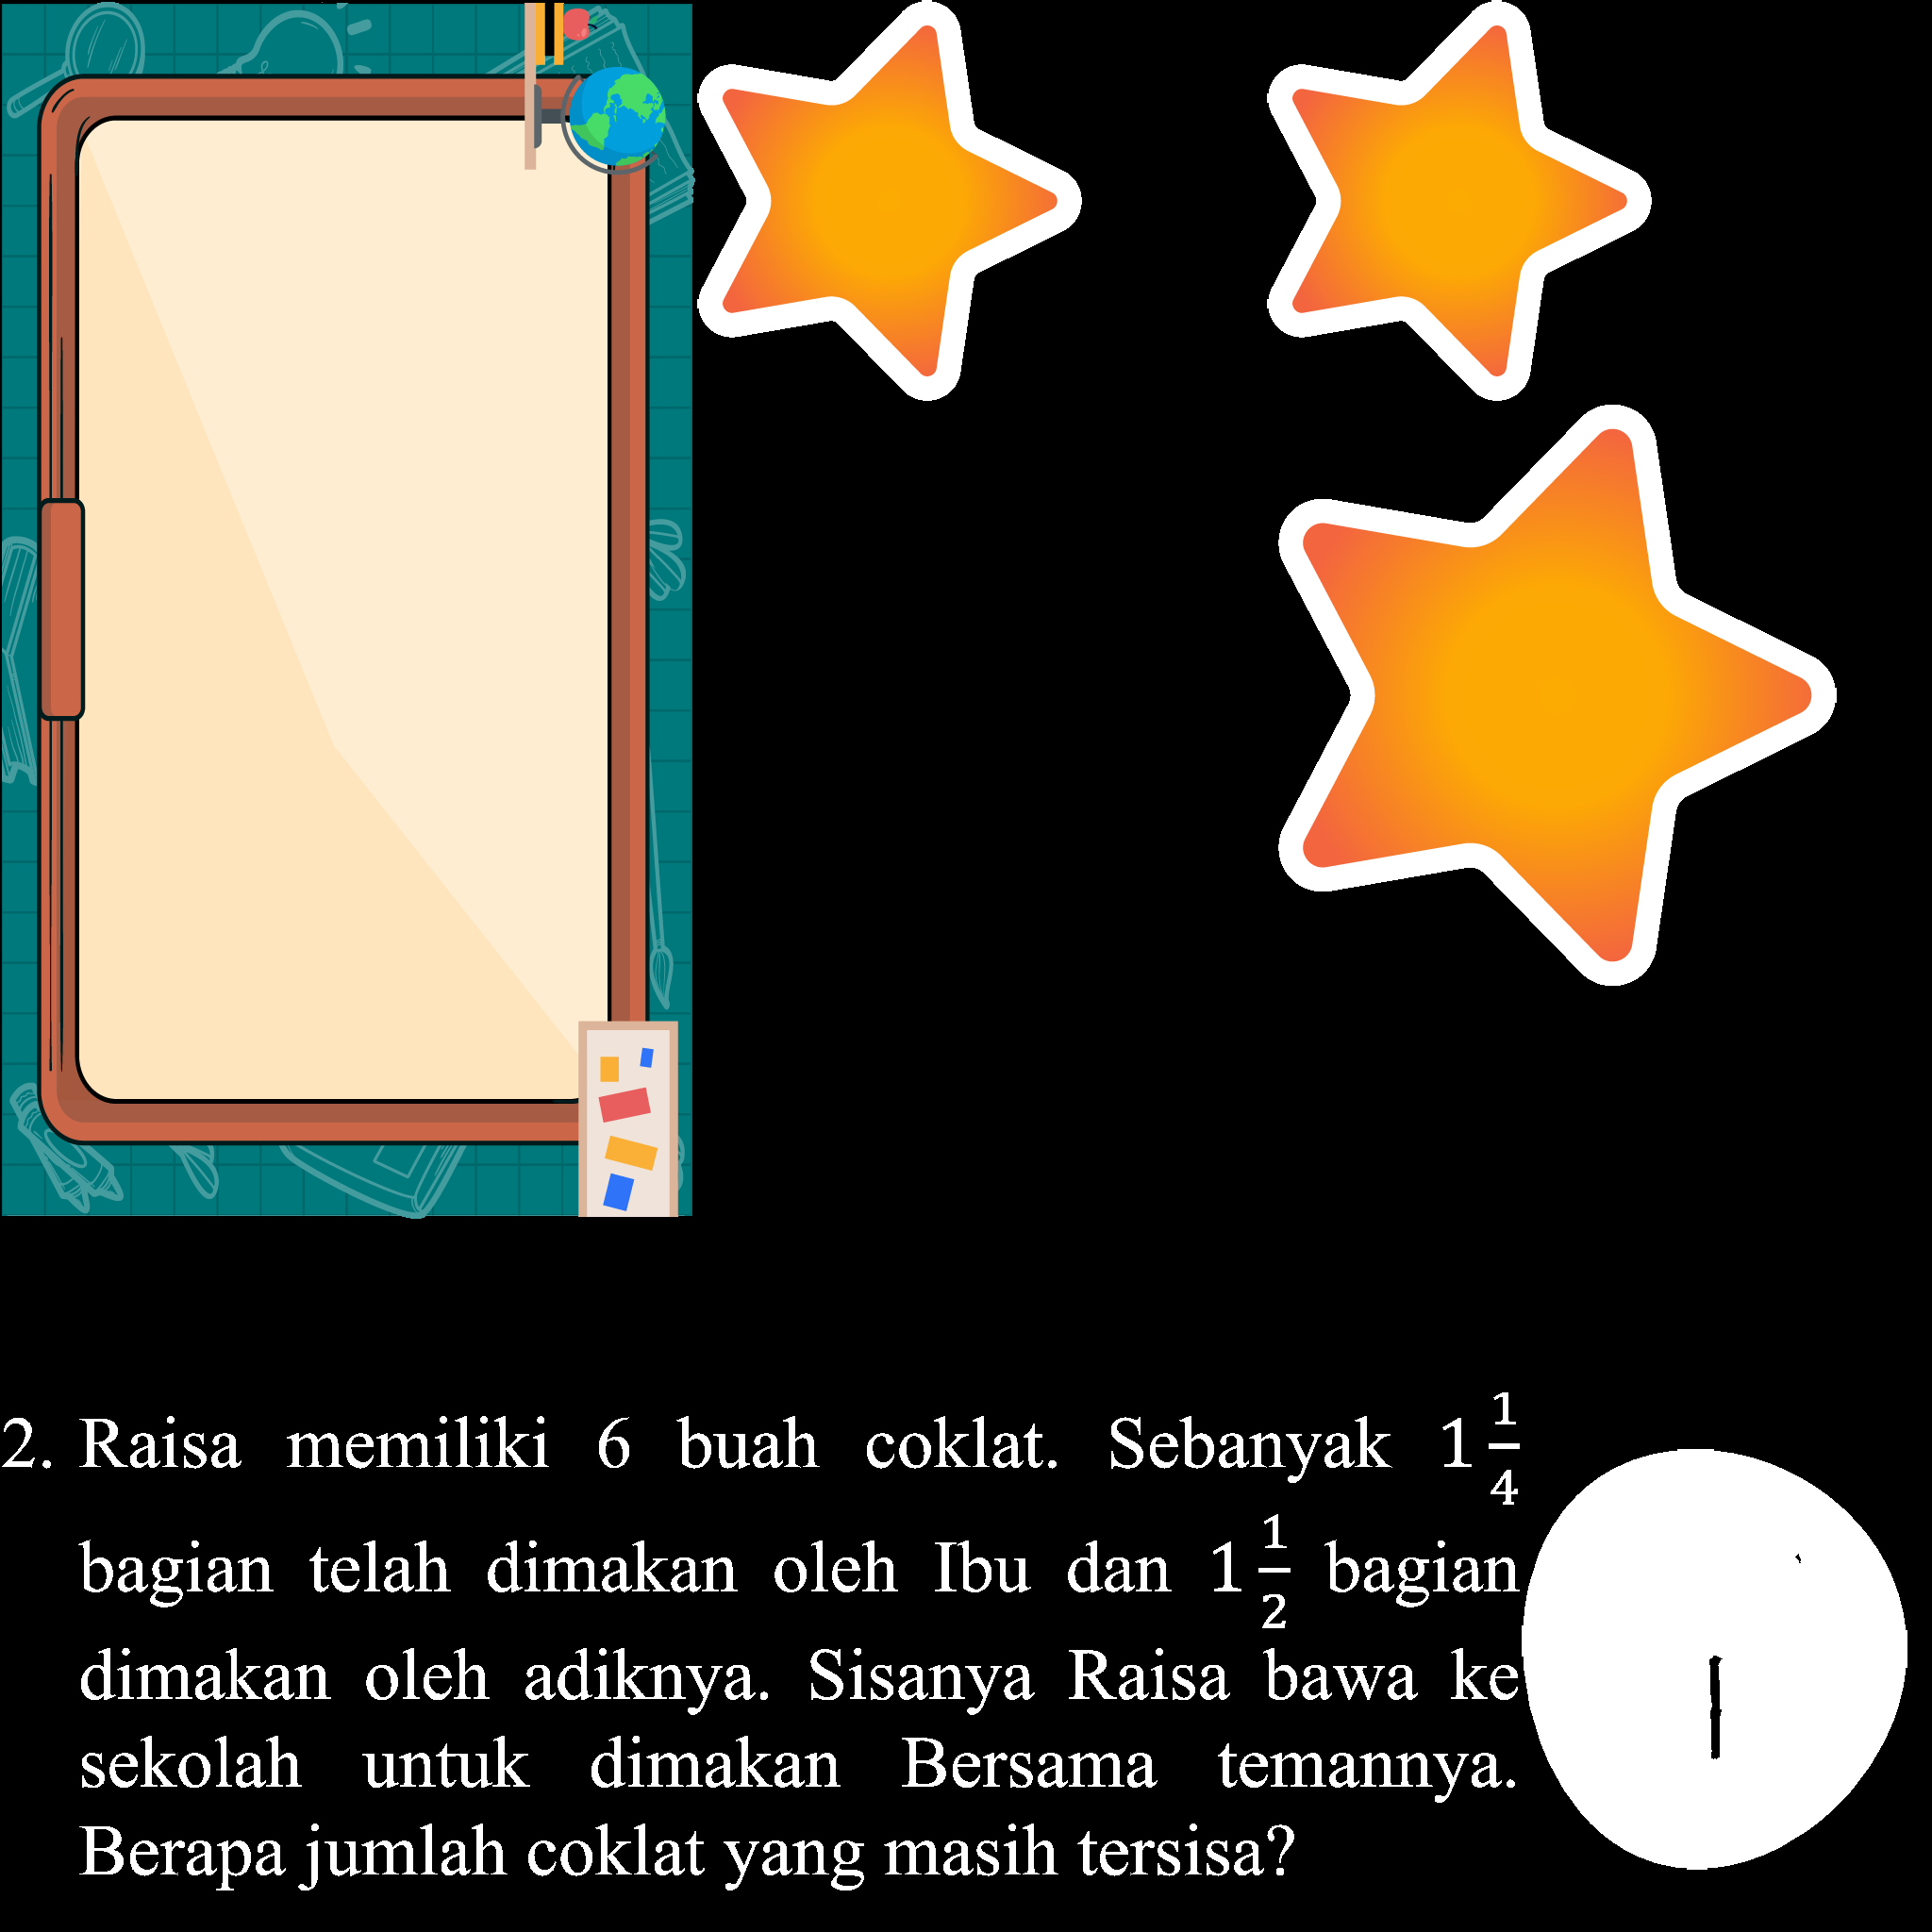 2. Raisa memiliki 6 buah coklat. Sebanyak 1 1/4
bagian telah dimakan oleh Ibu dan 1 1/2 bagian
dimakan oleh adiknya. Sisanya Raisa bawa ke
sekolah untuk dimakan Bersama temannya.
Berapa jumlah coklat yang masih tersisa?